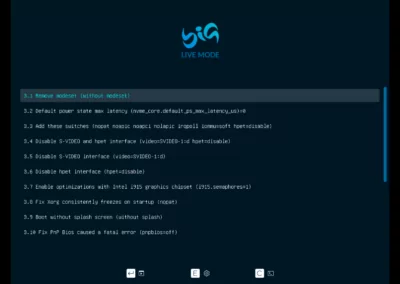 BIG
LIVE MODE
3.1 Remove modeset (without modeset)
3.2 Default power state max latency (nvme_core.default_ps_max_latency_us)=0
3.3 Add these switches (nopat noapic noapci nolapic irqpoll iommu=soft hpet=disable)
3.4 Disable S-VIDEO and hpet interface (video=SVIDEO-1:d hpet=disable)
3.5 Disable S-VIDEO interface (video=SVIDEO-1:d)
3.6 Disable hpet interface (hpet=disable)
3.7 Enable optimizations with Intel i915 graphics chipset (i915.semaphores=1)
3.8 Fix Xorg consistently freezes on startup (nopat)
3.9 Boot without splash screen (without splash)
3.10 Fix PnP Bios caused a fatal error (pnpbios=off)
E
C